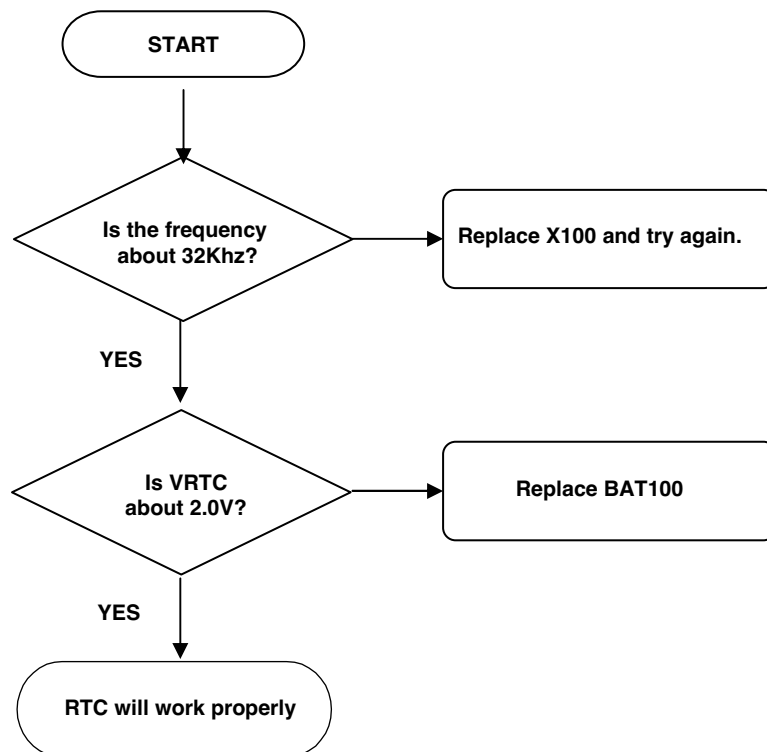 START
Is the frequency
about 32Khz?
Replace X100 and try again.
YES
Is VRTC
about 2.0V?
Replace BAT100
YES
RTC will work properly